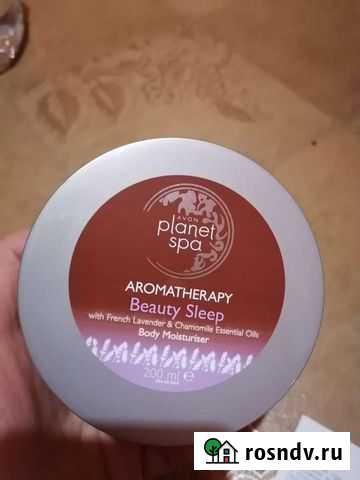 AVON
planet
spa
AROMATHERAPY
Beauty Sleep
with French Lavender & Chamomile Essential Oils
Body Moisturiser
200 ml e
rosndv.ru